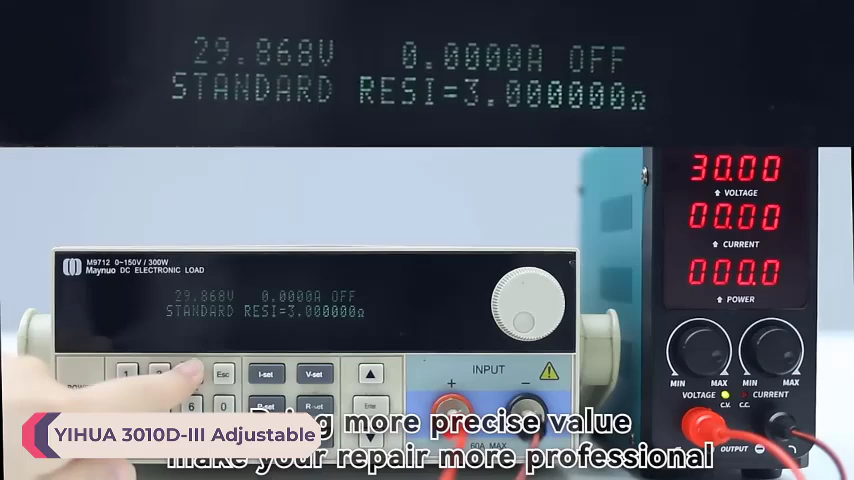 29.868V 0.0000A OFF
STANDARD RESI=3.000000Ω
30.00
VOLTAGE
00.00
CURRENT
000.0
POWER
M9712 0~150V / 300W
Maynuo DC ELECTRONIC LOAD
29.868V 0.0000A OFF
STANDARD RESI=3.000000Ω
MIN MAX MIN MAX
VOLTAGE C.V. C.C. CURRENT
OUTPUT
1 Esc I-set V-set
INPUT
+ −
6 0 Enter
60A MAX
more precise value
make your repair more professional
YIHUA 3010D-III Adjustable